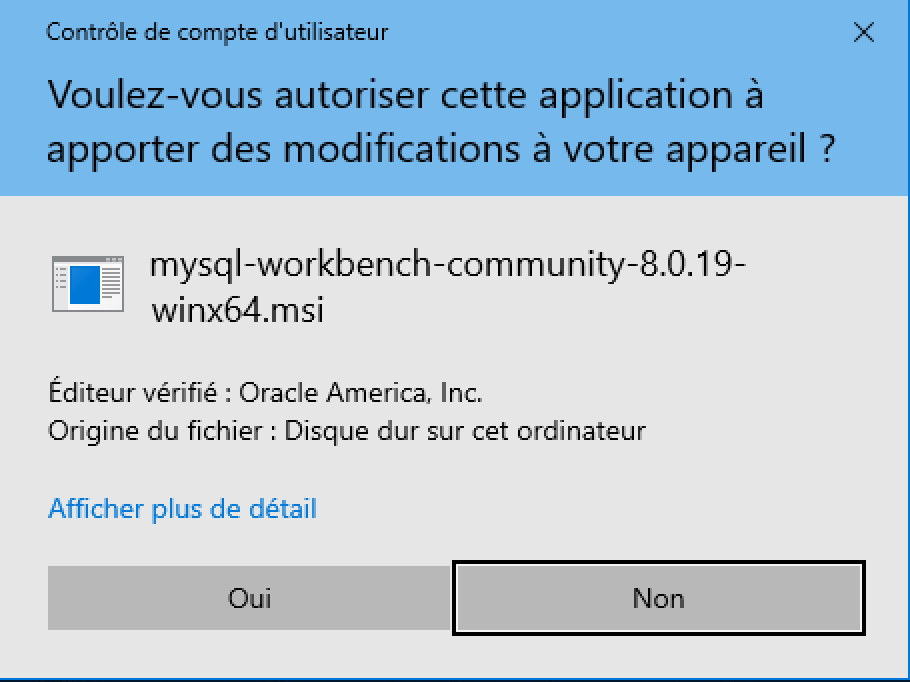 Contrôle de compte d'utilisateur
Voulez-vous autoriser cette application à
apporter des modifications à votre appareil ?
mysql-workbench-community-8.0.19-
winx64.msi
Éditeur vérifié : Oracle America, Inc.
Origine du fichier : Disque dur sur cet ordinateur
Afficher plus de détail
Oui
Non